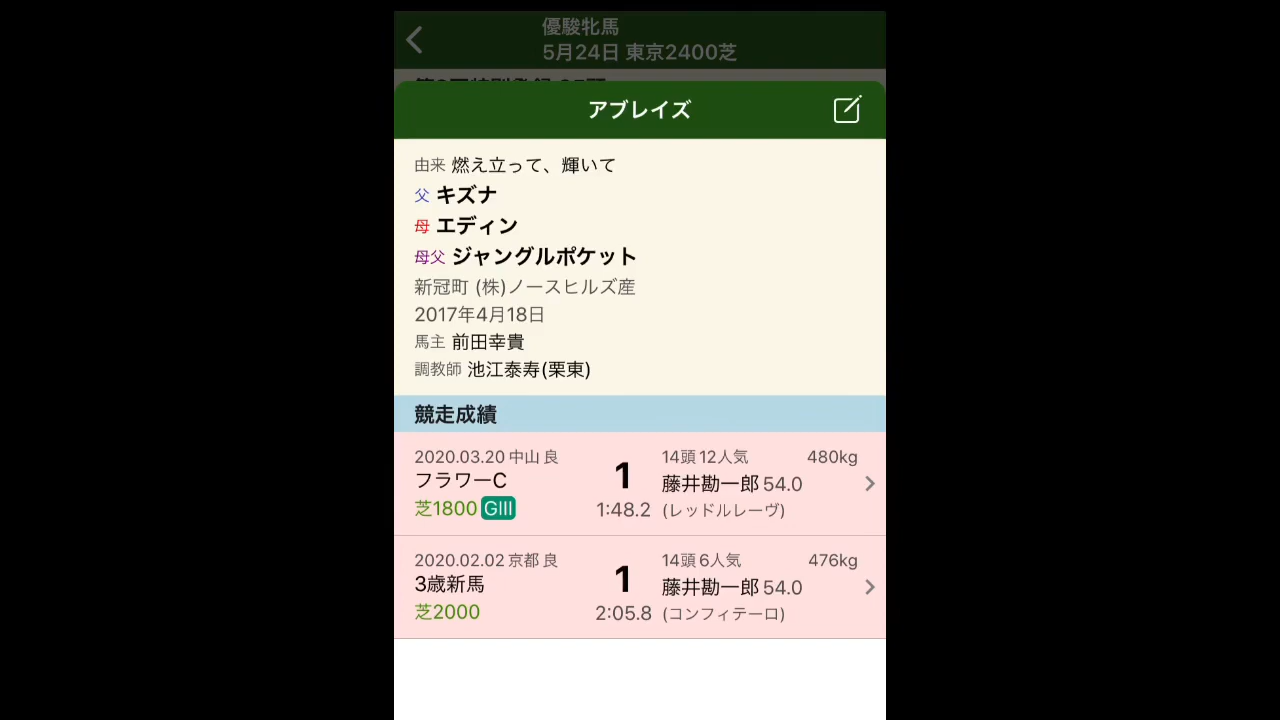 優駿牝馬
5月24日 東京2400芝
アブレイズ
由来 燃え立って、輝いて
父 キズナ
母 エディン
母父 ジャングルポケット
新冠町 (株)ノースヒルズ産
2017年4月18日
馬主 前田幸貴
調教師 池江泰寿(栗東)
競走成績
2020.03.20 中山 良
フラワーC
芝1800 GIII
1
1:48.2
14頭 12人気 480kg
藤井勘一郎 54.0
(レッドルレーヴ)
2020.02.02 京都 良
3歳新馬
芝2000
1
2:05.8
14頭 6人気 476kg
藤井勘一郎 54.0
(コンフィテーロ)